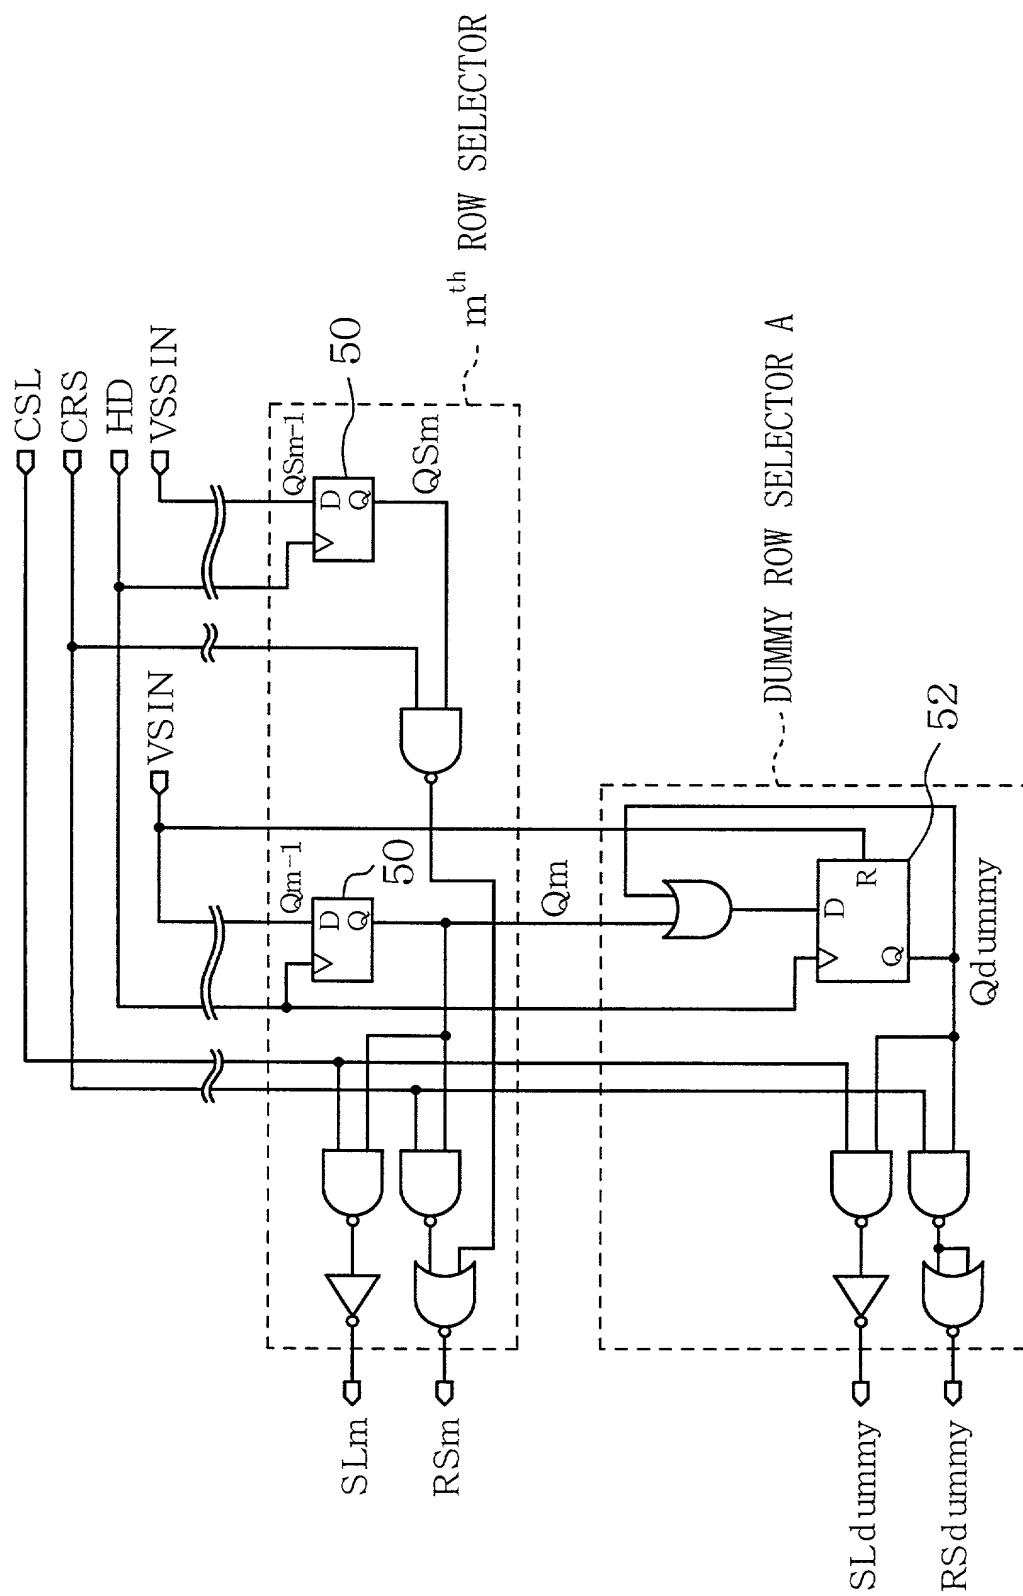 CSL
CRS
HD
VSSIN
VSIN
mth ROW SELECTOR
50
QSm-1
D
Q
QSm
Qm-1
D
Q
50
Qm
DUMMY ROW SELECTOR A
52
D
R
Q
Qdummy
SLm
RSm
SLdummy
RSdummy